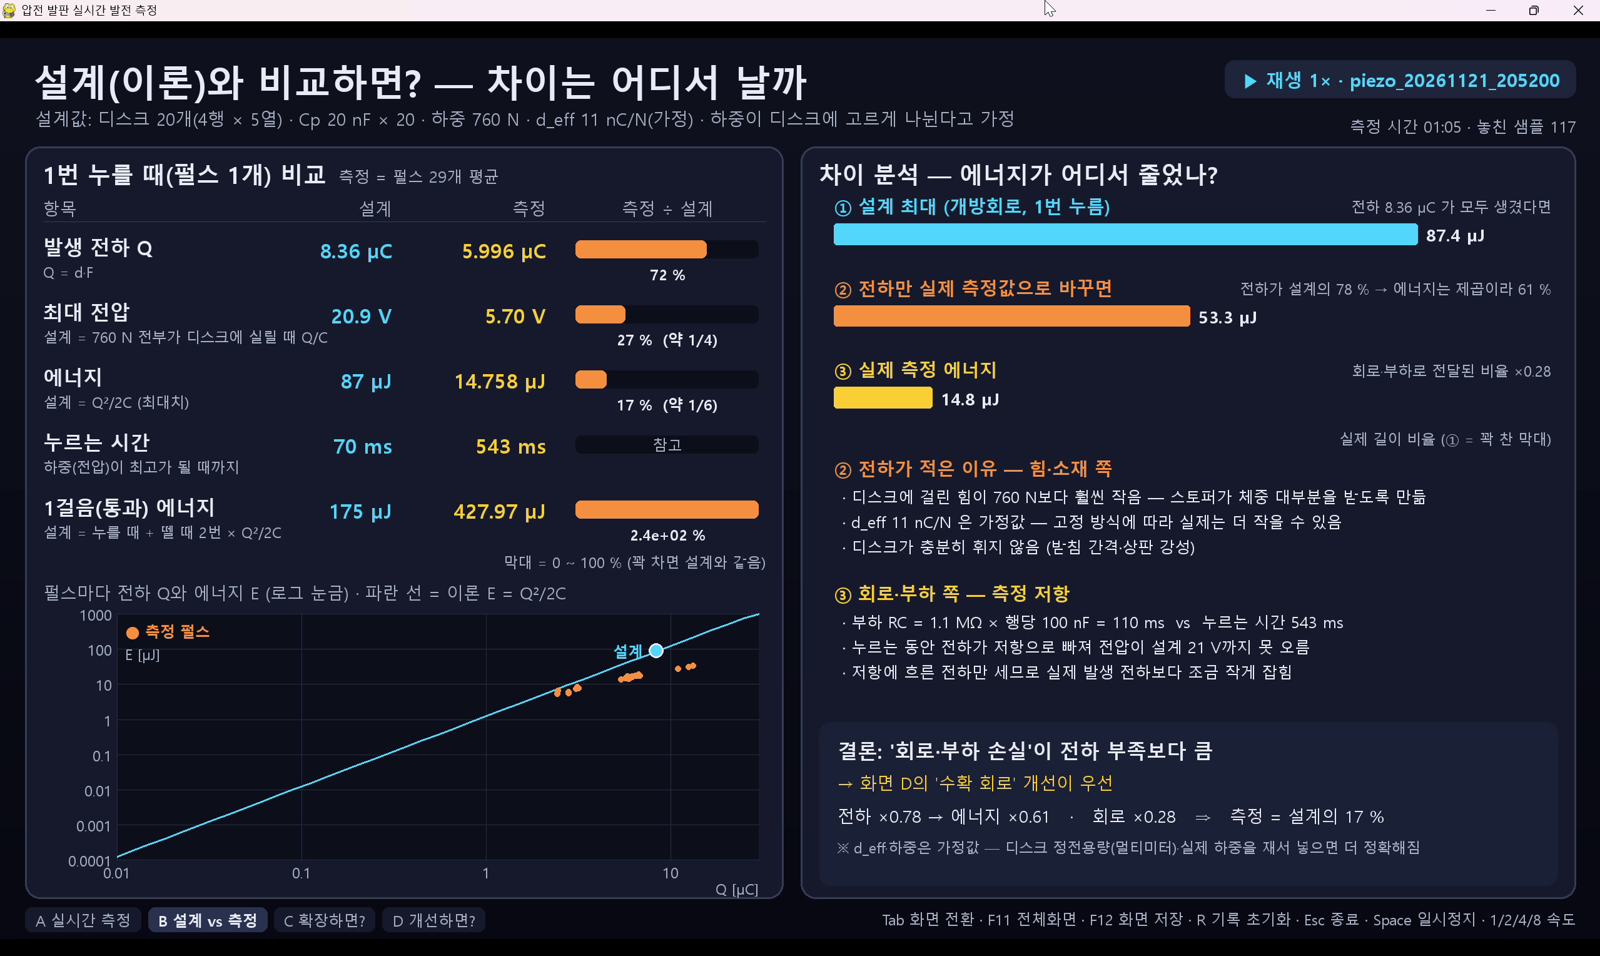 압전 발판 실시간 발전 측정
설계(이론)와 비교하면? — 차이는 어디서 날까
▶ 재생 1× · piezo_20261121_205200
설계값: 디스크 20개(4행 × 5열) · Cp 20 nF × 20 · 하중 760 N · d_eff 11 nC/N(가정) · 하중이 디스크에 고르게 나뉜다고 가정
측정 시간 01:05 · 놓친 샘플 117
1번 누를 때(펄스 1개) 비교 측정 = 펄스 29개 평균
항목 설계 측정 측정 ÷ 설계
발생 전하 Q 8.36 µC 5.996 µC
Q = d·F
72 %
최대 전압 20.9 V 5.70 V
설계 = 760 N 전부가 디스크에 실릴 때 Q/C
27 % (약 1/4)
에너지 87 µJ 14.758 µJ
설계 = Q²/2C (최대치)
17 % (약 1/6)
누르는 시간 70 ms 543 ms 참고
하중(전압)이 최고가 될 때까지
1걸음(통과) 에너지 175 µJ 427.97 µJ
설계 = 누를 때 + 뗄 때 2번 × Q²/2C
2.4e+02 %
막대 = 0 ~ 100 % (꽉 차면 설계와 같음)
펄스마다 전하 Q와 에너지 E (로그 눈금) · 파란 선 = 이론 E = Q²/2C
1000
측정 펄스
설계
100
E [µJ]
10
1
0.1
0.01
0.001
0.0001
0.01 0.1 1 10
Q [µC]
차이 분석 — 에너지가 어디서 줄었나?
① 설계 최대 (개방회로, 1번 누름) 전하 8.36 µC 가 모두 생겼다면
87.4 µJ
② 전하만 실제 측정값으로 바꾸면 전하가 설계의 78 % → 에너지는 제곱이라 61 %
53.3 µJ
③ 실제 측정 에너지 회로·부하로 전달된 비율 ×0.28
14.8 µJ
실제 길이 비율 (① = 꽉 찬 막대)
② 전하가 적은 이유 — 힘·소재 쪽
· 디스크에 걸린 힘이 760 N보다 훨씬 작음 — 스토퍼가 체중 대부분을 받도록 만듦
· d_eff 11 nC/N 은 가정값 — 고정 방식에 따라 실제는 더 작을 수 있음
· 디스크가 충분히 휘지 않음 (받침 간격·상판 강성)
③ 회로·부하 쪽 — 측정 저항
· 부하 RC = 1.1 MΩ × 행당 100 nF = 110 ms vs 누르는 시간 543 ms
· 누르는 동안 전하가 저항으로 빠져 전압이 설계 21 V까지 못 오름
· 저항에 흐른 전하만 세므로 실제 발생 전하보다 조금 작게 잡힘
결론: '회로·부하 손실'이 전하 부족보다 큼
→ 화면 D의 '수확 회로' 개선이 우선
전하 ×0.78 → 에너지 ×0.61 · 회로 ×0.28 ⇒ 측정 = 설계의 17 %
※ d_eff·하중은 가정값 — 디스크 정전용량(멀티미터)·실제 하중을 재서 넣으면 더 정확해짐
A 실시간 측정 B 설계 vs 측정 C 확장하면? D 개선하면?
Tab 화면 전환 · F11 전체화면 · F12 화면 저장 · R 기록 초기화 · Esc 종료 · Space 일시정지 · 1/2/4/8 속도